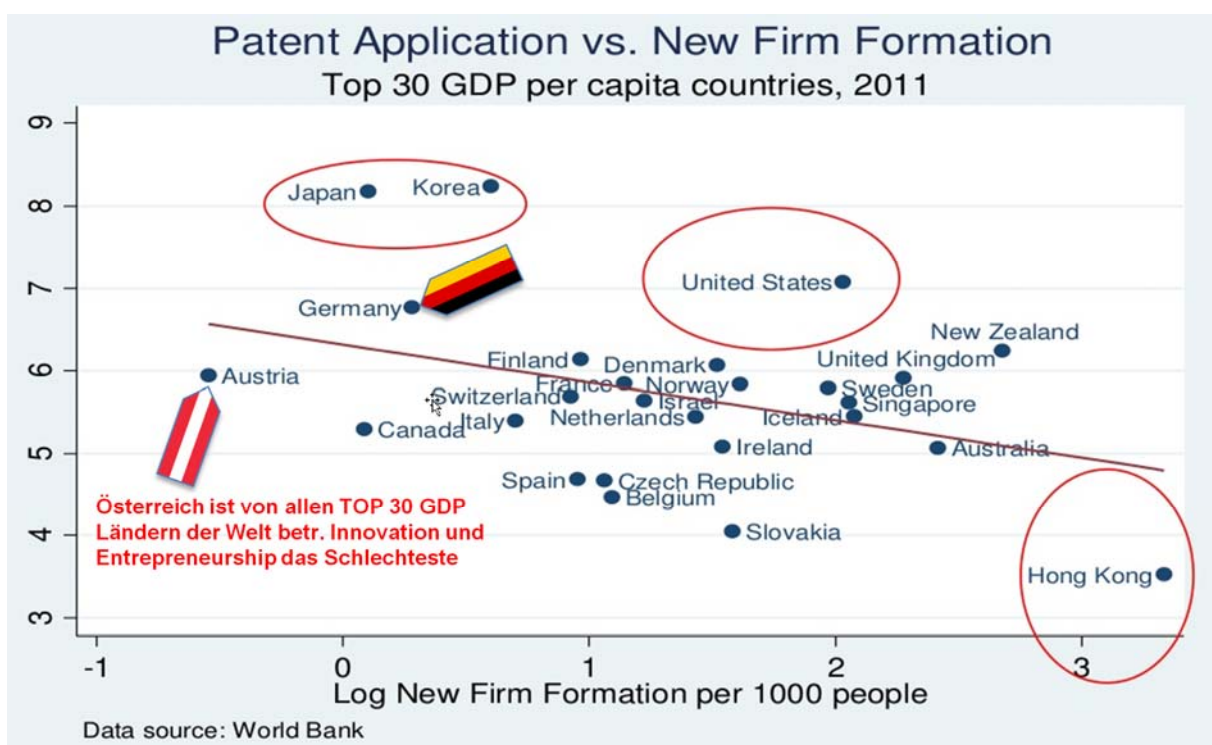 Patent Application vs. New Firm Formation
Top 30 GDP per capita countries, 2011
9
8
7
6
5
4
3
Japan
Korea
United States
Germany
New Zealand
Finland
Denmark
United Kingdom
Austria
France
Norway
Sweden
Switzerland
Israel
Singapore
Canada
Italy
Netherlands
Iceland
Ireland
Australia
Spain
Czech Republic
Belgium
Slovakia
Hong Kong
Österreich ist von allen TOP 30 GDP
Ländern der Welt betr. Innovation und
Entrepreneurship das Schlechteste
-1 0 1 2 3
Log New Firm Formation per 1000 people
Data source: World Bank